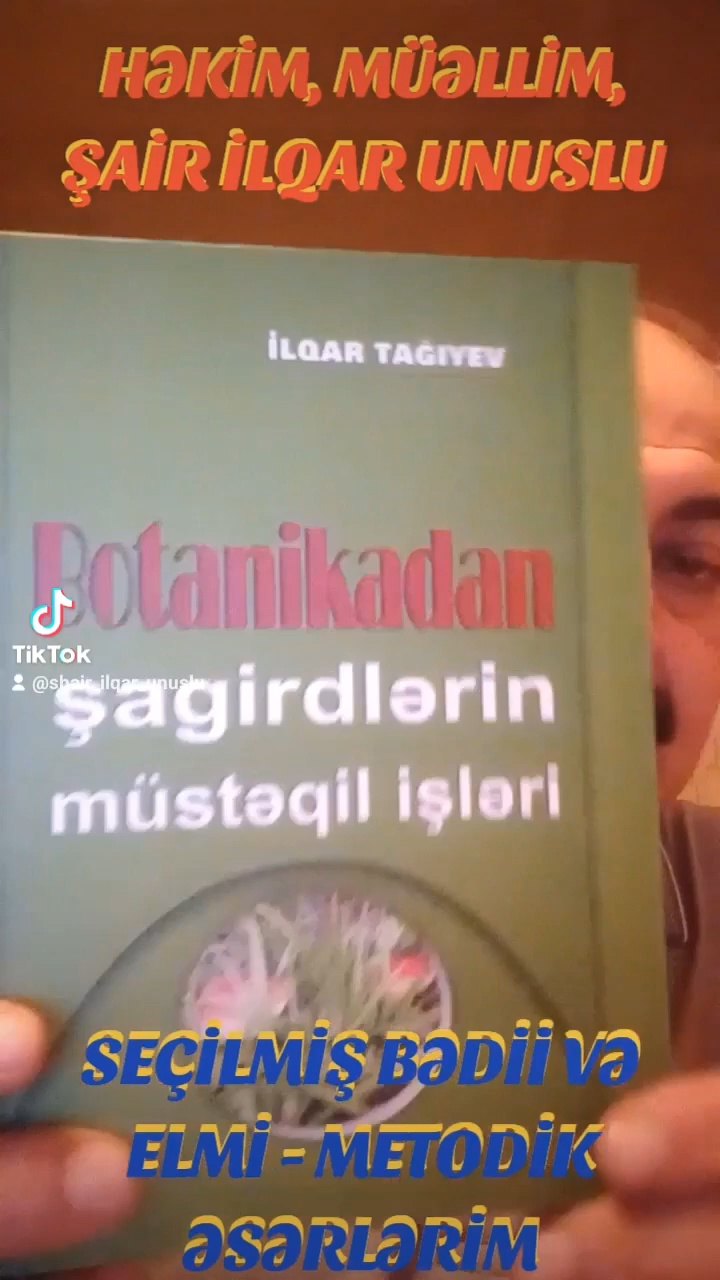 HƏKİM, MÜƏLLİM,
ŞAİR İLQAR UNUSLU
İLQAR TAĞIYEV
Botanikadan
TikTok
@shair_ilqar_unuslu
şagirdlərin
müstəqil işləri
SEÇİLMİŞ BƏDİİ VƏ
ELMİ - METODİK
ƏSƏRLƏRİM